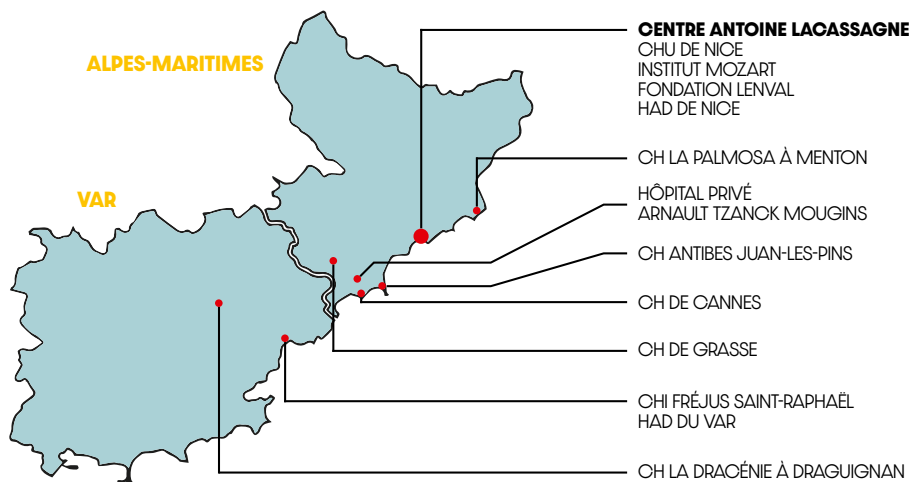 ALPES-MARITIMES
VAR
CENTRE ANTOINE LACASSAGNE
CHU DE NICE
INSTITUT MOZART
FONDATION LENVAL
HAD DE NICE
CH LA PALMOSA À MENTON
HÔPITAL PRIVÉ
ARNAULT TZANCK MOUGINS
CH ANTIBES JUAN-LES-PINS
CH DE CANNES
CH DE GRASSE
CHI FRÉJUS SAINT-RAPHAËL
HAD DU VAR
CH LA DRACÉNIE À DRAGUIGNAN